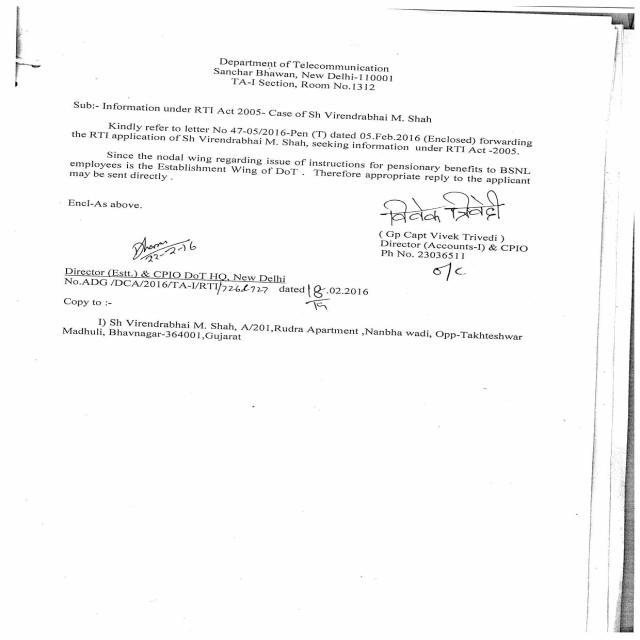 Department of Telecommunication
Sanchar Bhawan, New Delhi-110001
TA-I Section, Room No.1312
Sub:- Information under RTI Act 2005- Case of Sh Virendrabhai M. Shah
Kindly refer to letter No 47-05/2016-Pen (T) dated 05.Feb.2016 (Enclosed) forwarding
the RTI application of Sh Virendrabhai M. Shah, seeking information under RTI Act -2005.
Since the nodal wing regarding issue of instructions for pensionary benefits to BSNL
employees is the Establishment Wing of DoT . Therefore appropriate reply to the applicant
may be sent directly .
Encl-As above.
विवेक त्रिवेदी
( Gp Capt Vivek Trivedi )
Director (Accounts-I) & CPIO
Ph No. 23036511
o/c
22-2-16
Director (Estt.) & CPIO DoT HQ, New Delhi
No.ADG /DCA/2016/TA-I/RTI/ dated 18.02.2016
Copy to :-
I) Sh Virendrabhai M. Shah, A/201,Rudra Apartment ,Nanbha wadi, Opp-Takhteshwar
Madhuli, Bhavnagar-364001,Gujarat